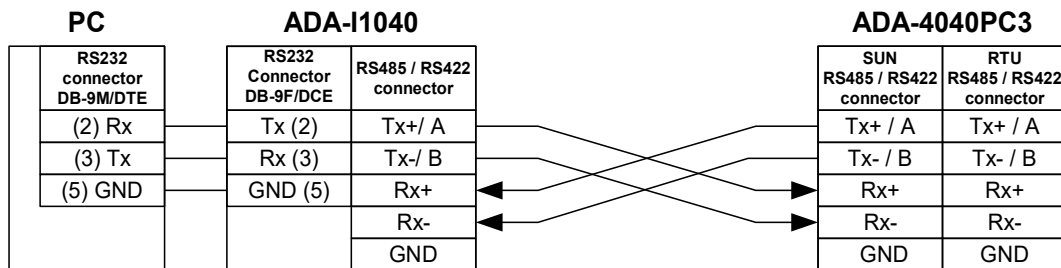 PC ADA-I1040 ADA-4040PC3
RS232
connector
DB-9M/DTE
RS232
Connector
DB-9F/DCE
RS485 / RS422
connector
SUN
RS485 / RS422
connector
RTU
RS485 / RS422
connector
(2) Rx Tx (2) Tx+/ A Tx+ / A Tx+ / A
(3) Tx Rx (3) Tx-/ B Tx- / B Tx- / B
(5) GND GND (5) Rx+ Rx+ Rx+
Rx- Rx- Rx-
GND GND GND